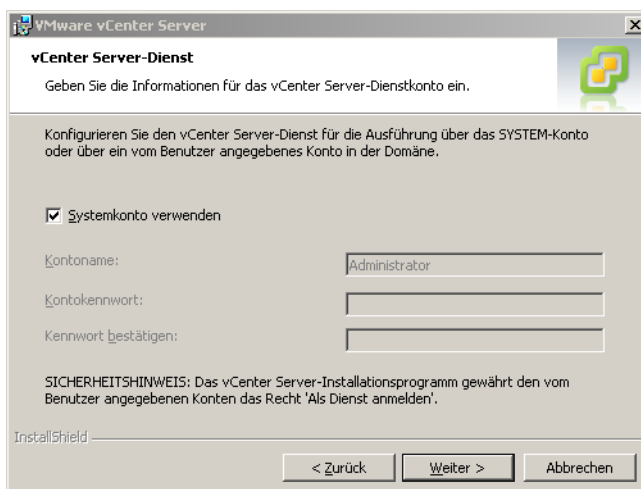 VMware vCenter Server
vCenter Server-Dienst
Geben Sie die Informationen für das vCenter Server-Dienstkonto ein.
Konfigurieren Sie den vCenter Server-Dienst für die Ausführung über das SYSTEM-Konto
oder über ein vom Benutzer angegebenes Konto in der Domäne.
Systemkonto verwenden
Kontoname:
Administrator
Kontokennwort:
Kennwort bestätigen:
SICHERHEITSHINWEIS: Das vCenter Server-Installationsprogramm gewährt den vom
Benutzer angegebenen Konten das Recht 'Als Dienst anmelden'.
InstallShield
< Zurück Weiter > Abbrechen